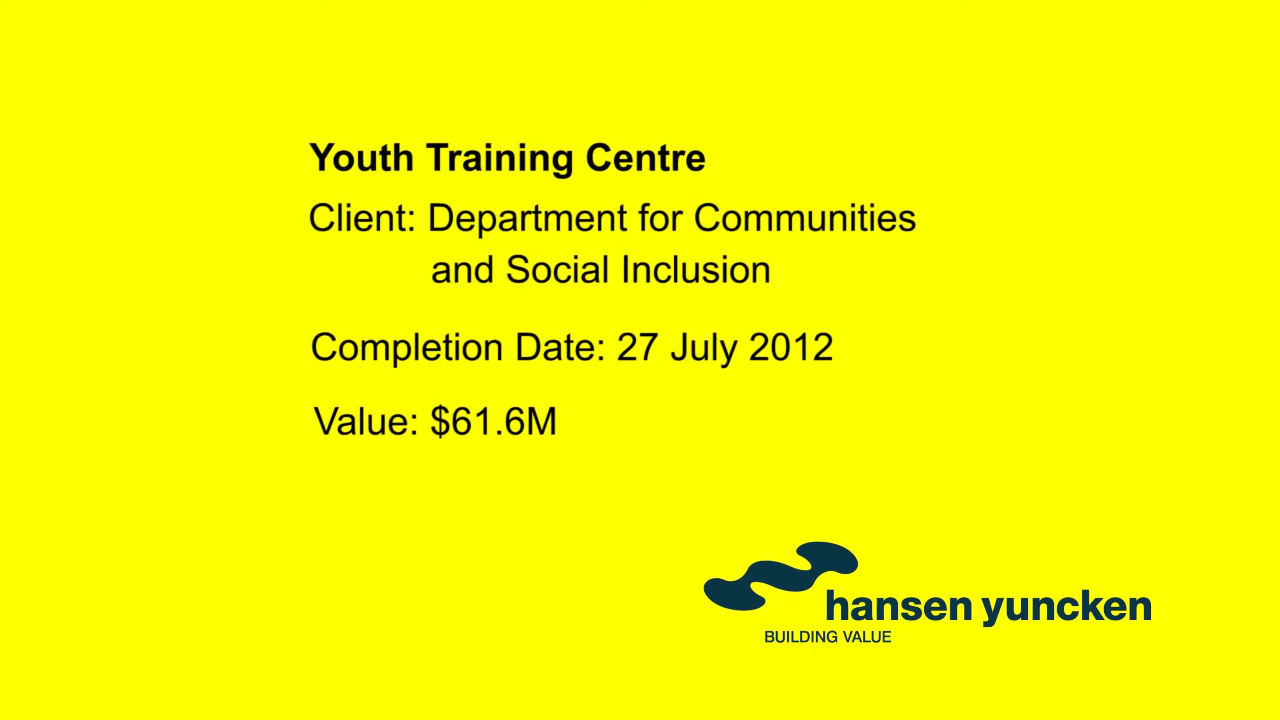 Youth Training Centre
Client: Department for Communities
and Social Inclusion
Completion Date: 27 July 2012
Value: $61.6M
hansen yuncken
BUILDING VALUE